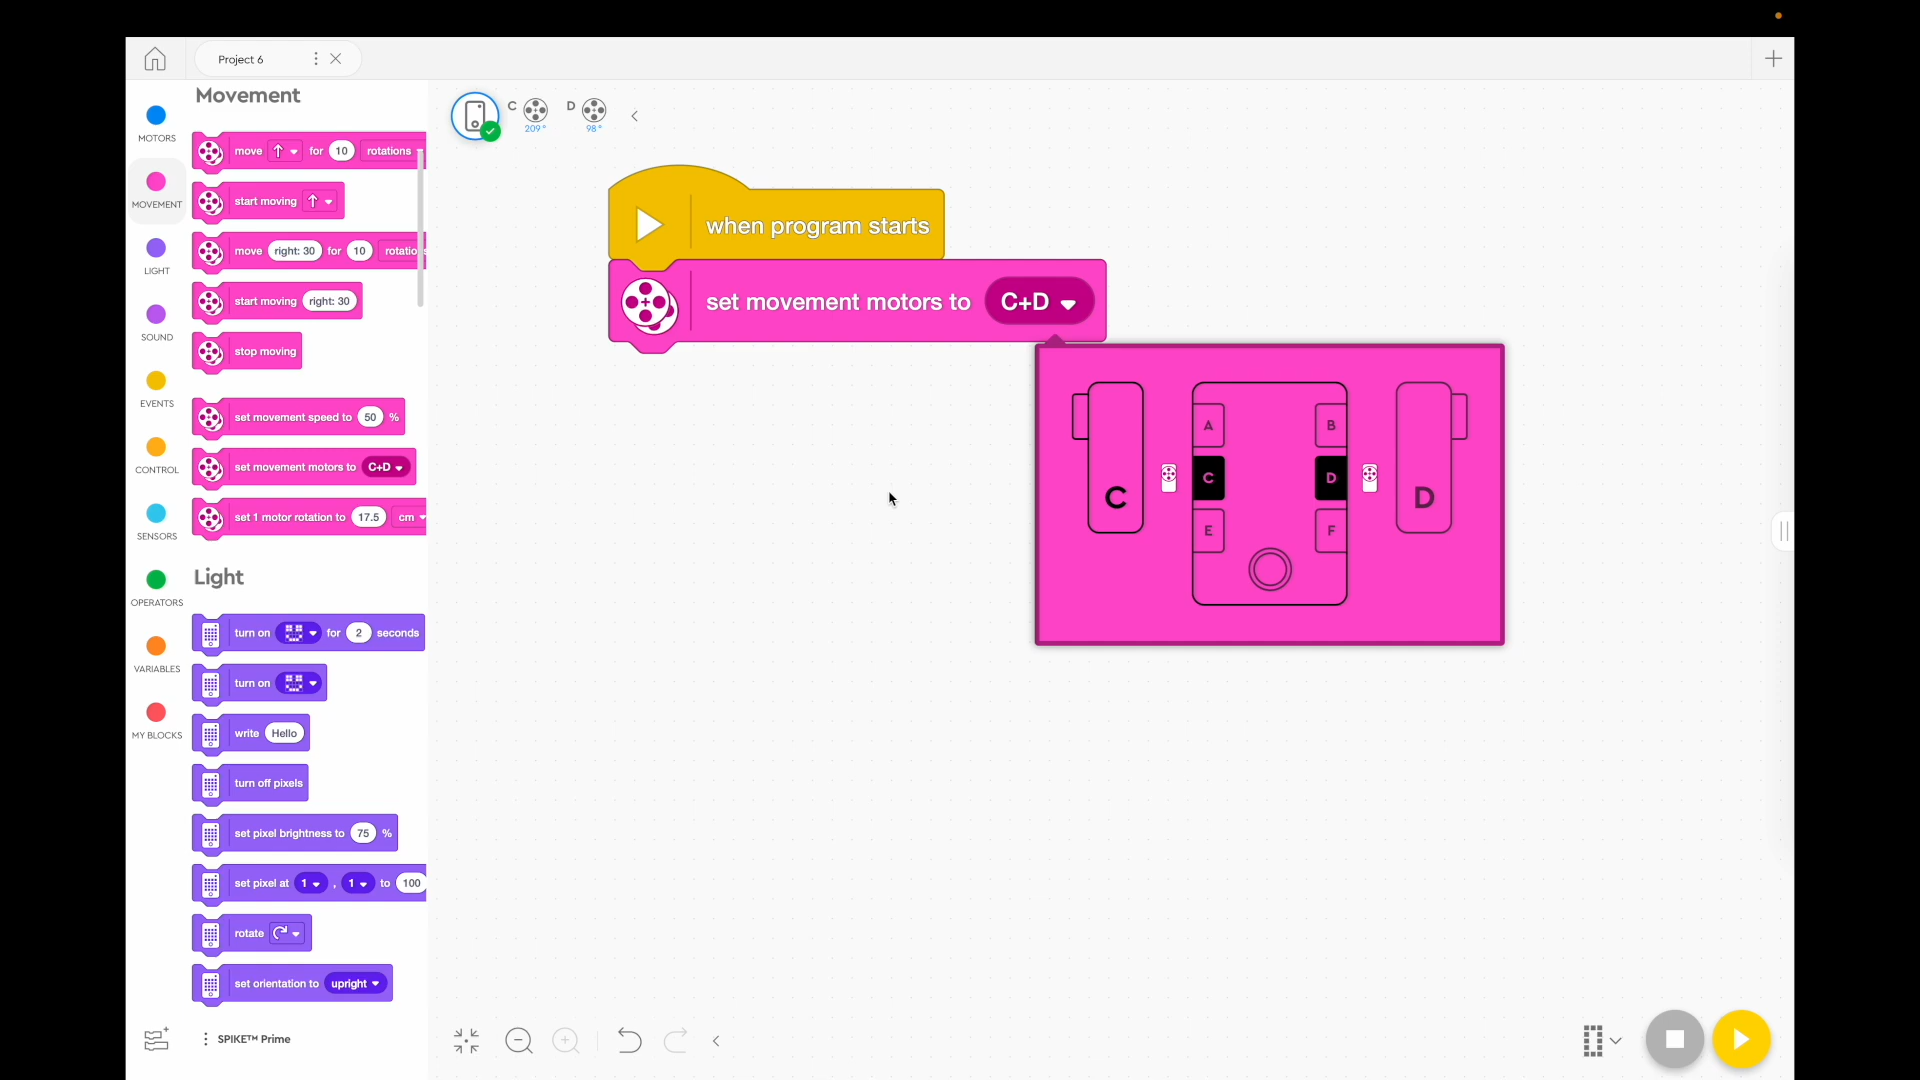 Project 6
MOTORS
MOVEMENT
LIGHT
SOUND
EVENTS
CONTROL
SENSORS
OPERATORS
VARIABLES
MY BLOCKS
Movement
move for 10 rotations
start moving
move right: 30 for 10 rotations
start moving right: 30
stop moving
set movement speed to 50 %
set movement motors to C+D
set 1 motor rotation to 17.5 cm
Light
turn on for 2 seconds
turn on
write Hello
turn off pixels
set pixel brightness to 75 %
set pixel at 1 , 1 to 100
rotate
set orientation to upright
SPIKE™ Prime
C 209° D 98°
when program starts
set movement motors to C+D
A B
C C D D
E F